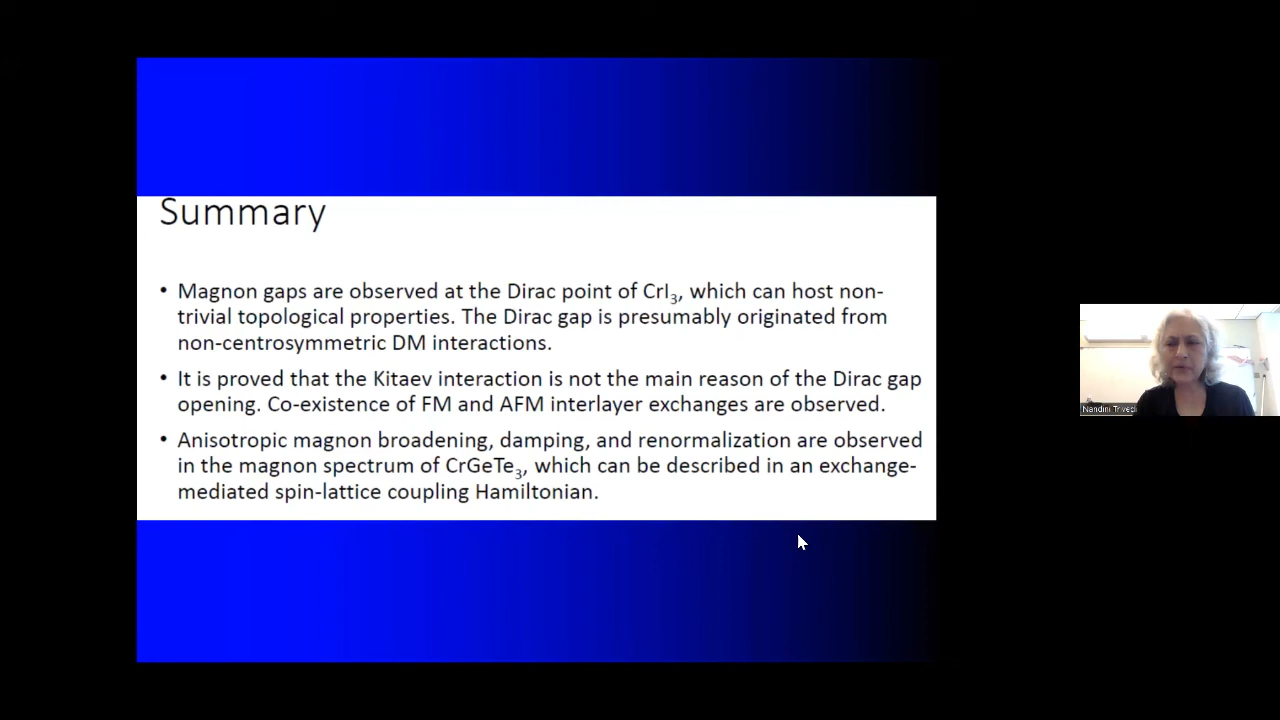 Summary
• Magnon gaps are observed at the Dirac point of CrI₃, which can host non-
trivial topological properties. The Dirac gap is presumably originated from
non-centrosymmetric DM interactions.
• It is proved that the Kitaev interaction is not the main reason of the Dirac gap
opening. Co-existence of FM and AFM interlayer exchanges are observed.
• Anisotropic magnon broadening, damping, and renormalization are observed
in the magnon spectrum of CrGeTe₃, which can be described in an exchange-
mediated spin-lattice coupling Hamiltonian.
Nandini Trivedi